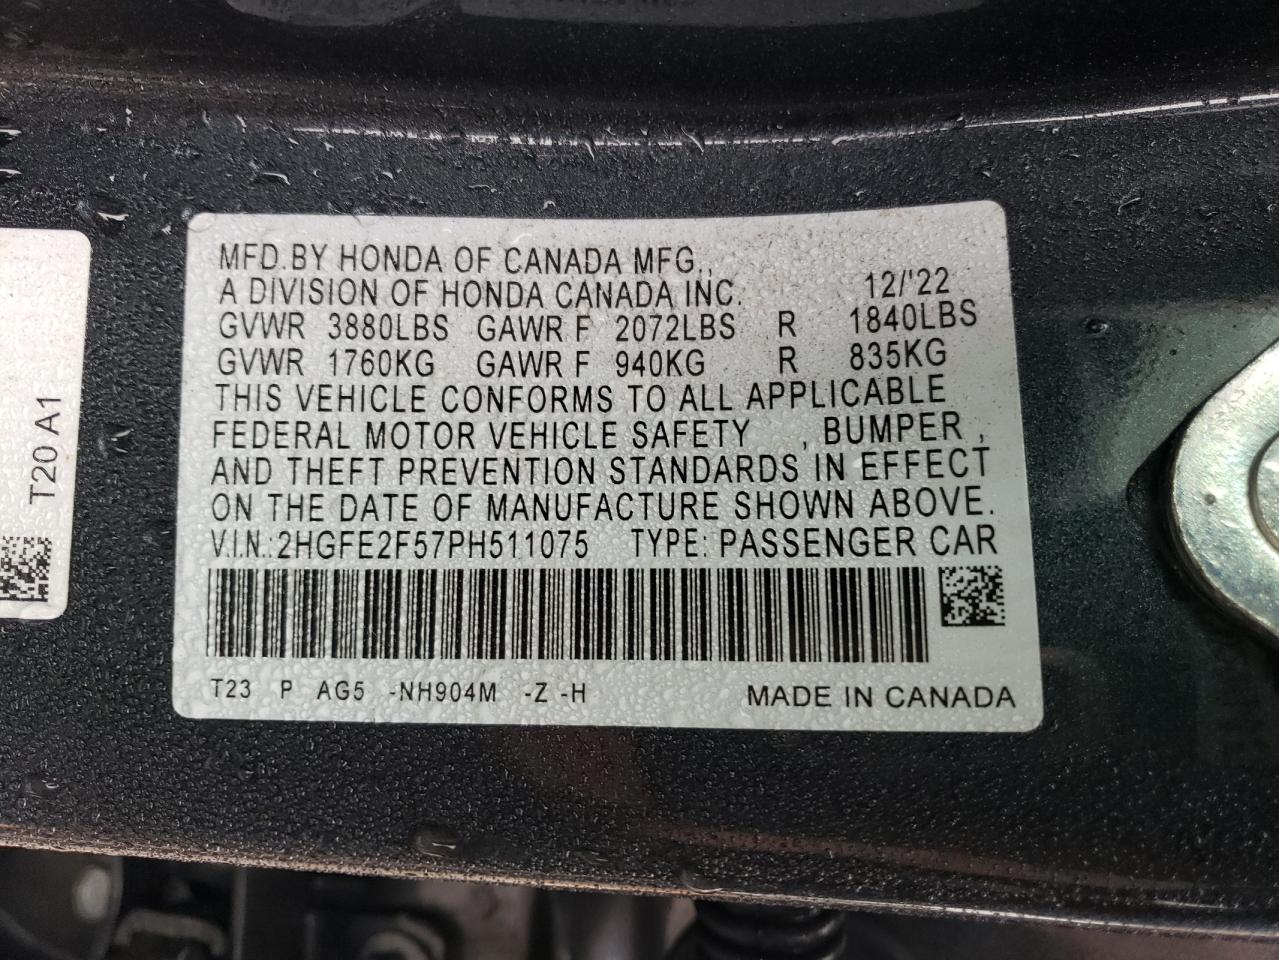 MFD.BY HONDA OF CANADA MFG.,
A DIVISION OF HONDA CANADA INC. 12/'22
GVWR 3880LBS GAWR F 2072LBS R 1840LBS
GVWR 1760KG GAWR F 940KG R 835KG
THIS VEHICLE CONFORMS TO ALL APPLICABLE
FEDERAL MOTOR VEHICLE SAFETY , BUMPER ,
AND THEFT PREVENTION STANDARDS IN EFFECT
ON THE DATE OF MANUFACTURE SHOWN ABOVE.
V.I.N.:2HGFE2F57PH511075 TYPE: PASSENGER CAR
T23 P AG5 -NH904M -Z -H MADE IN CANADA
T20 A1